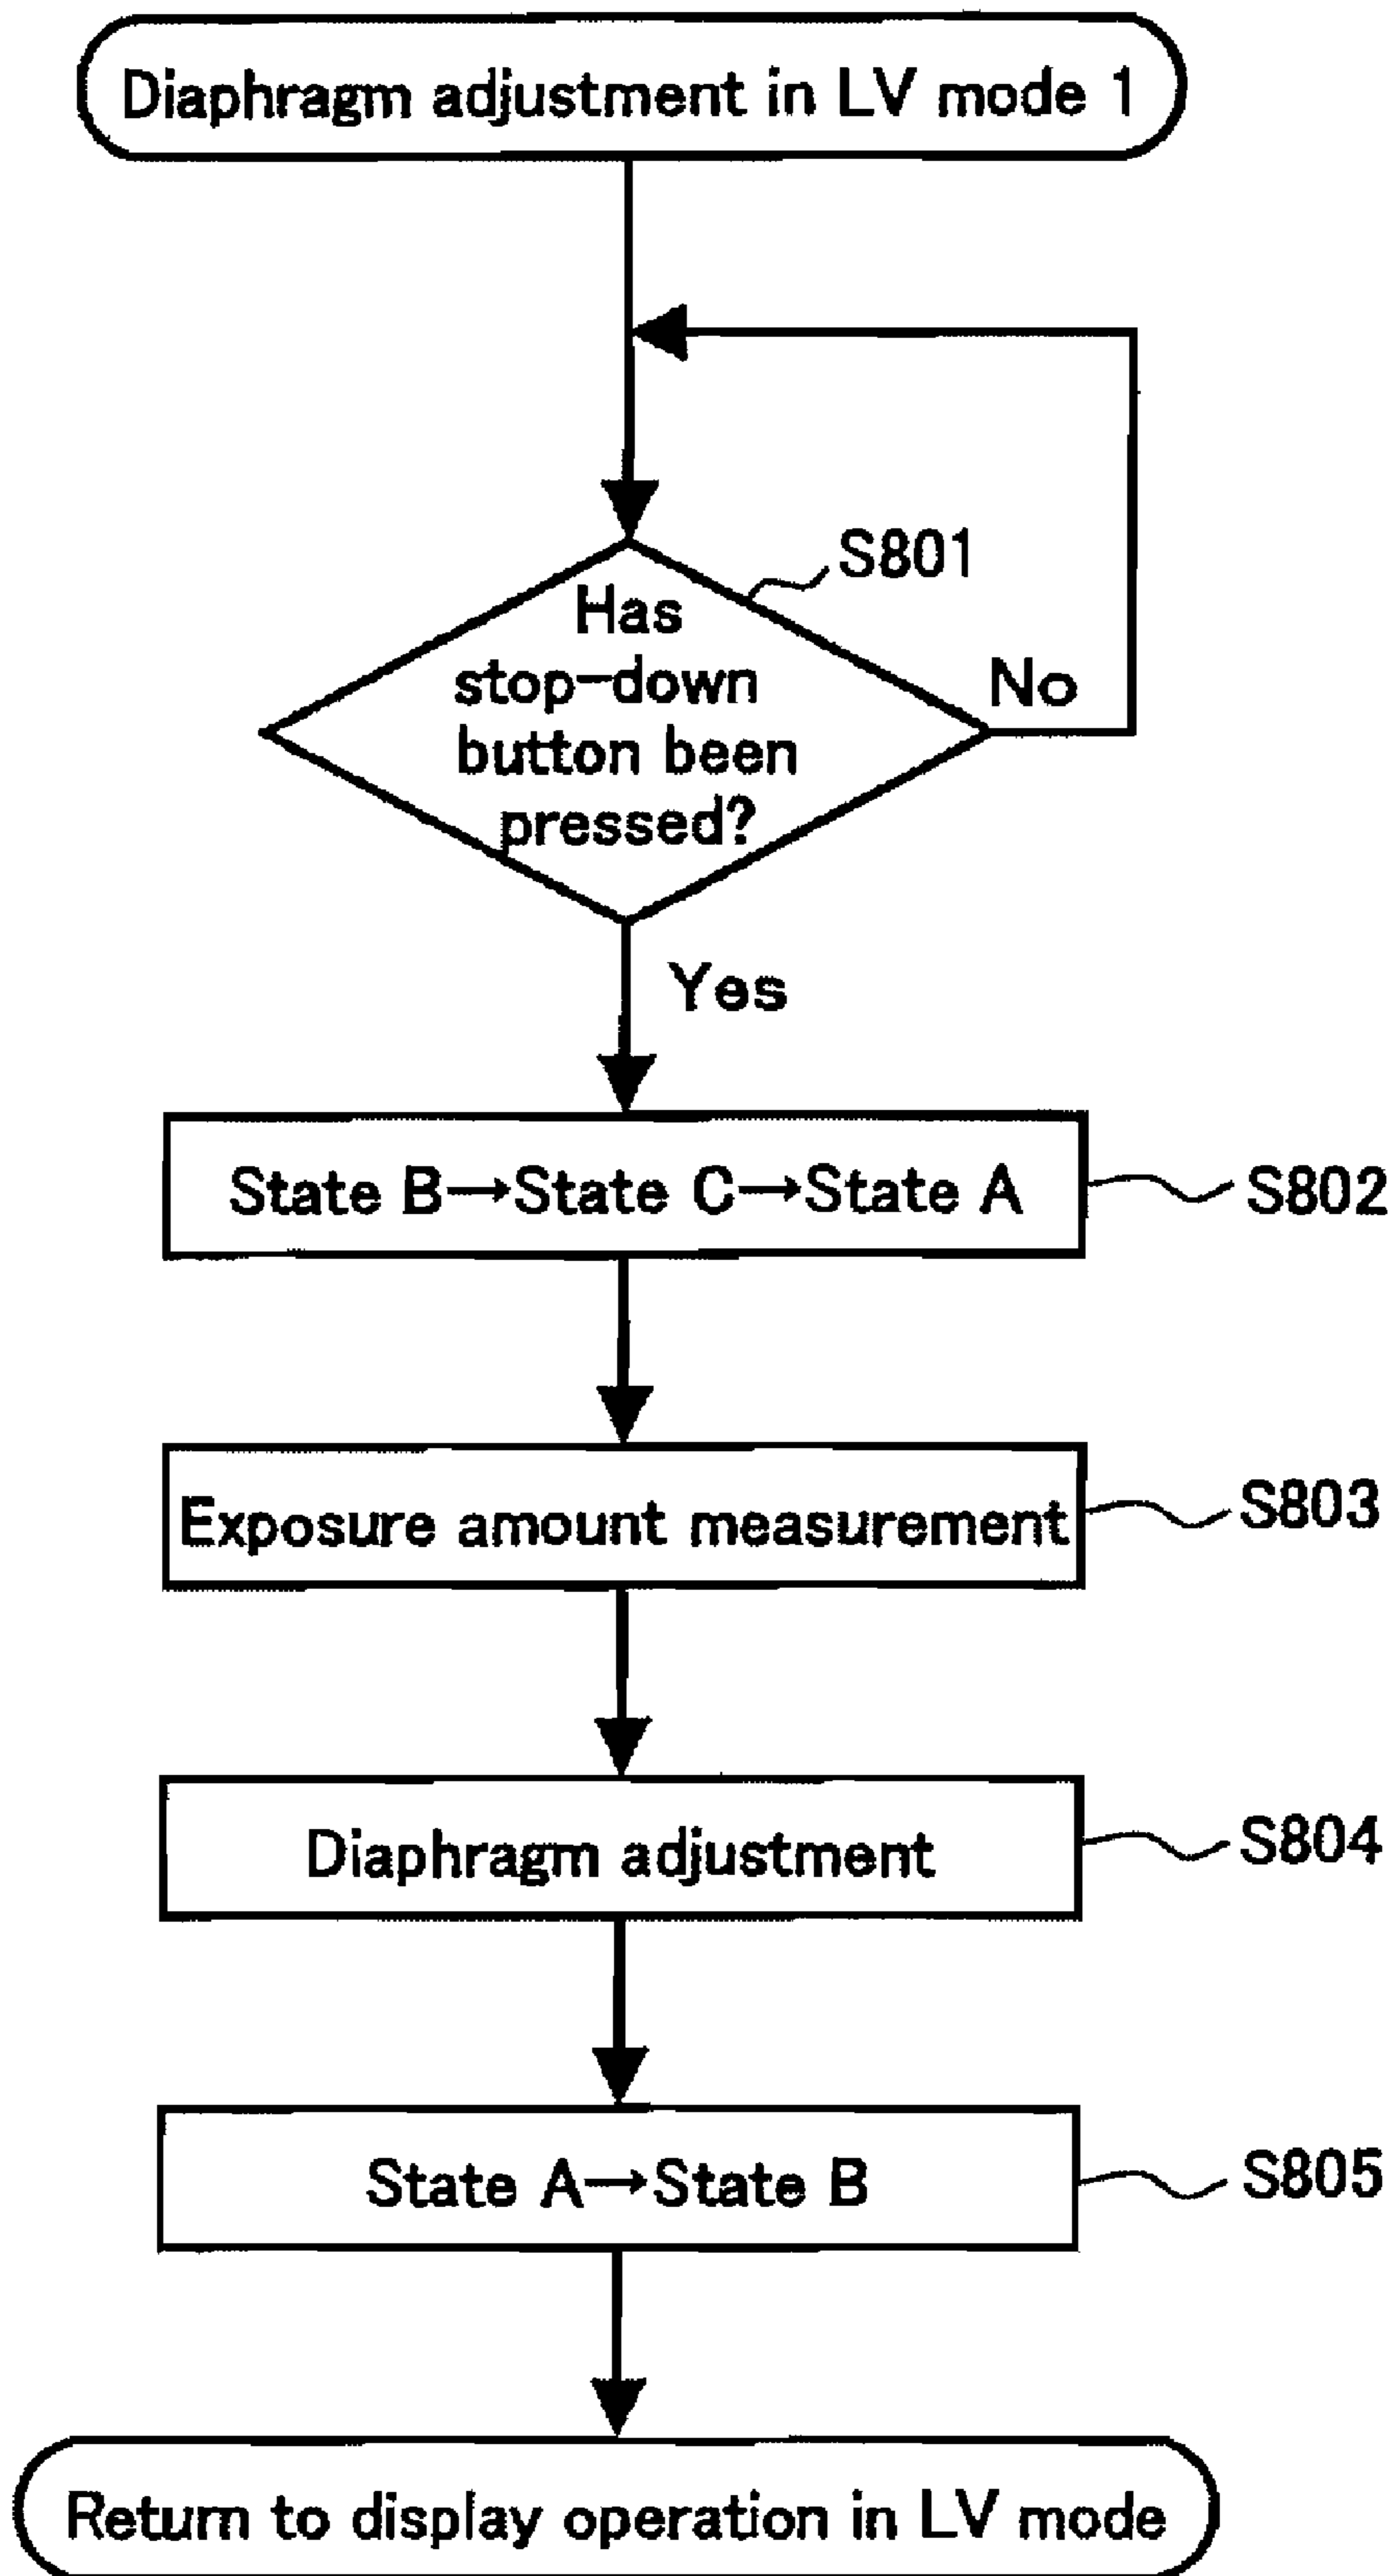 Diaphragm adjustment in LV mode 1
S801
Has
stop-down
button been
pressed?
No
Yes
State B→State C→State A
S802
Exposure amount measurement
S803
Diaphragm adjustment
S804
State A→State B
S805
Return to display operation in LV mode